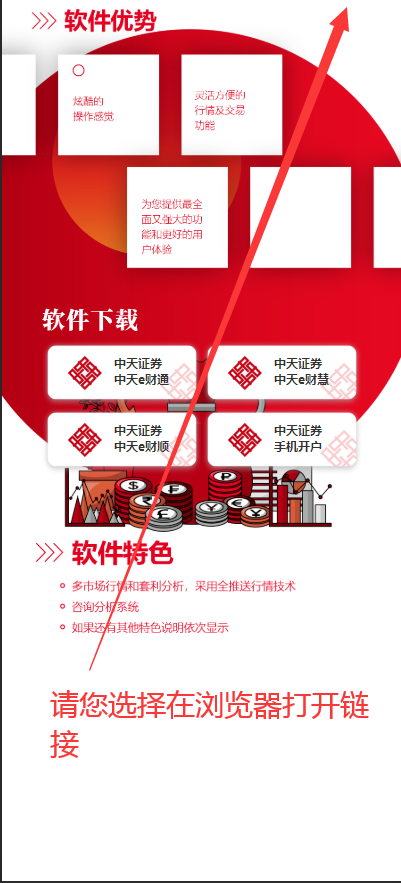 软件优势
炫酷的
操作感觉
灵活方便的
行情及交易
功能
为您提供最全
面又强大的功
能和更好的用
户体验
软件下载
中天证券
中天e财通
中天证券
中天e财慧
中天证券
中天e财顺
中天证券
手机开户
软件特色
多市场行情和套利分析，采用全推送行情技术
咨询分析系统
如果还有其他特色说明依次显示
请您选择在浏览器打开链
接